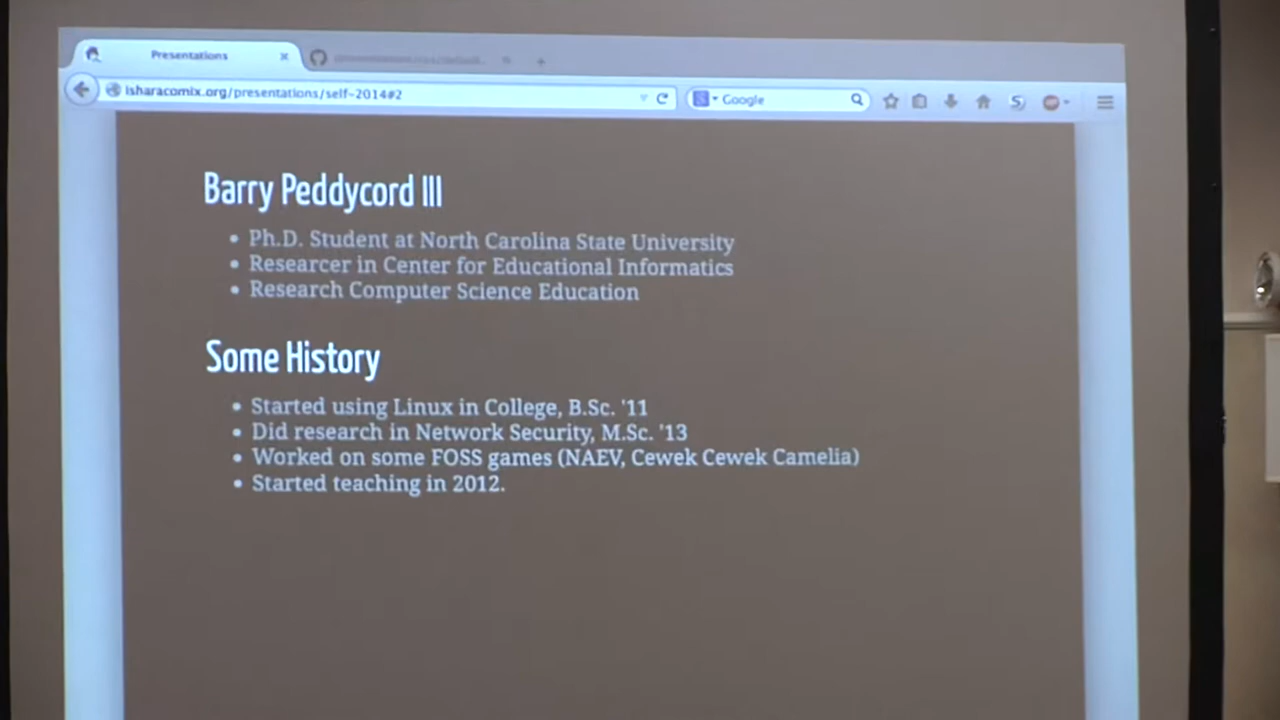 Presentations
isharacomix.org/presentations/self-2014#2
Google
Barry Peddycord III
• Ph.D. Student at North Carolina State University
• Researcer in Center for Educational Informatics
• Research Computer Science Education
Some History
• Started using Linux in College, B.Sc. '11
• Did research in Network Security, M.Sc. '13
• Worked on some FOSS games (NAEV, Cewek Cewek Camelia)
• Started teaching in 2012.